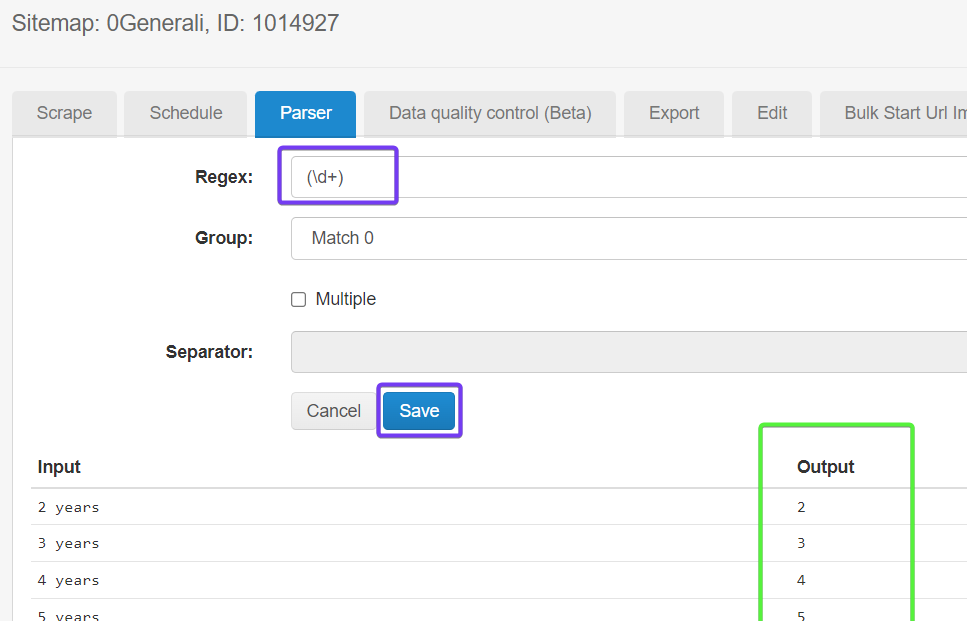 Sitemap: 0Generali, ID: 1014927
Scrape Schedule Parser Data quality control (Beta) Export Edit Bulk Start Url Im
Regex: (\d+)
Group: Match 0
Multiple
Separator:
Cancel Save
Input Output
2 years 2
3 years 3
4 years 4
5 years 5